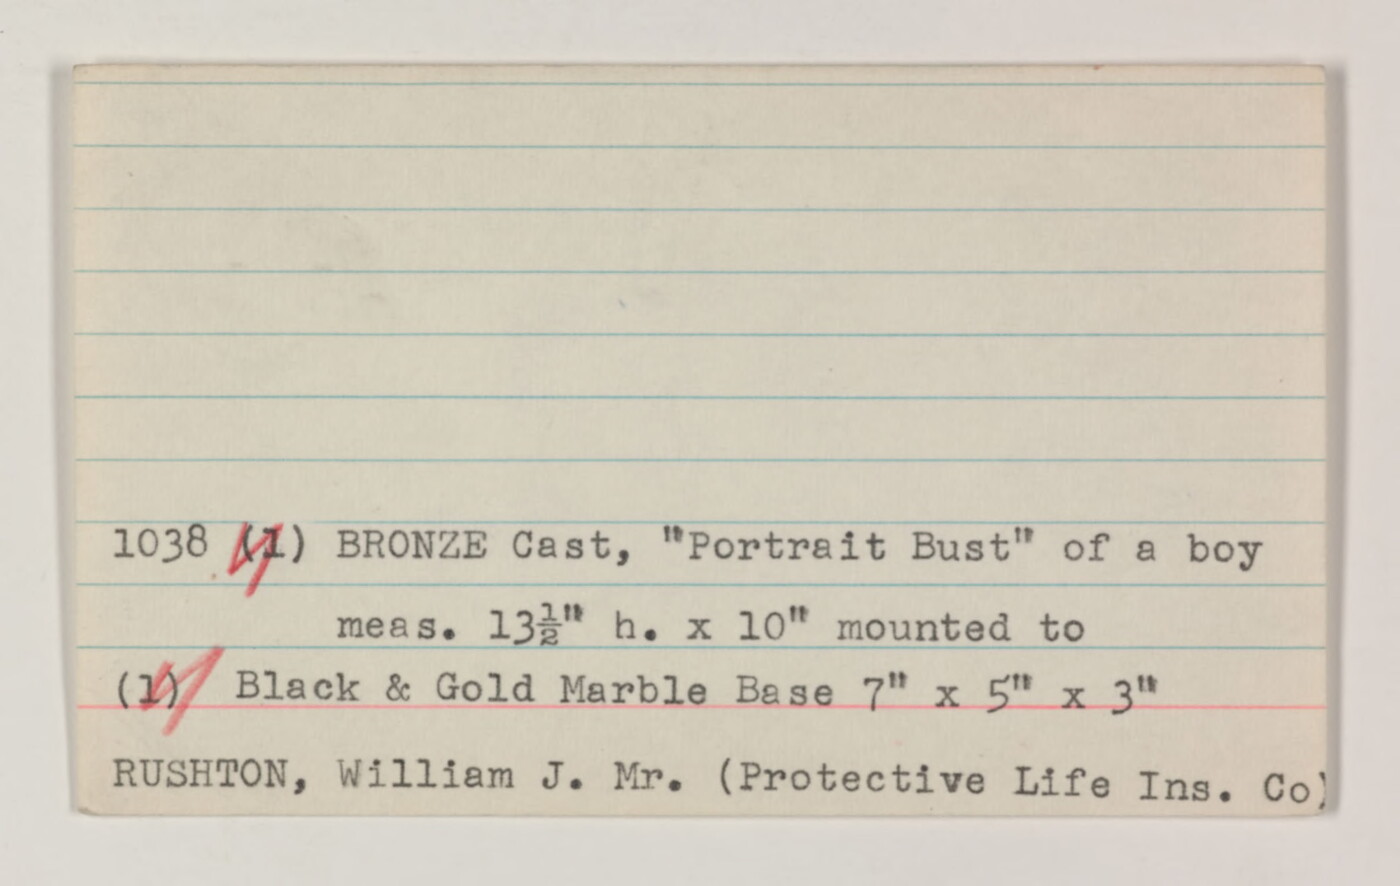 1038 (1) BRONZE Cast, "Portrait Bust" of a boy
meas. 13½" h. x 10" mounted to
(1) Black & Gold Marble Base 7" x 5" x 3"
RUSHTON, William J. Mr. (Protective Life Ins. Co)